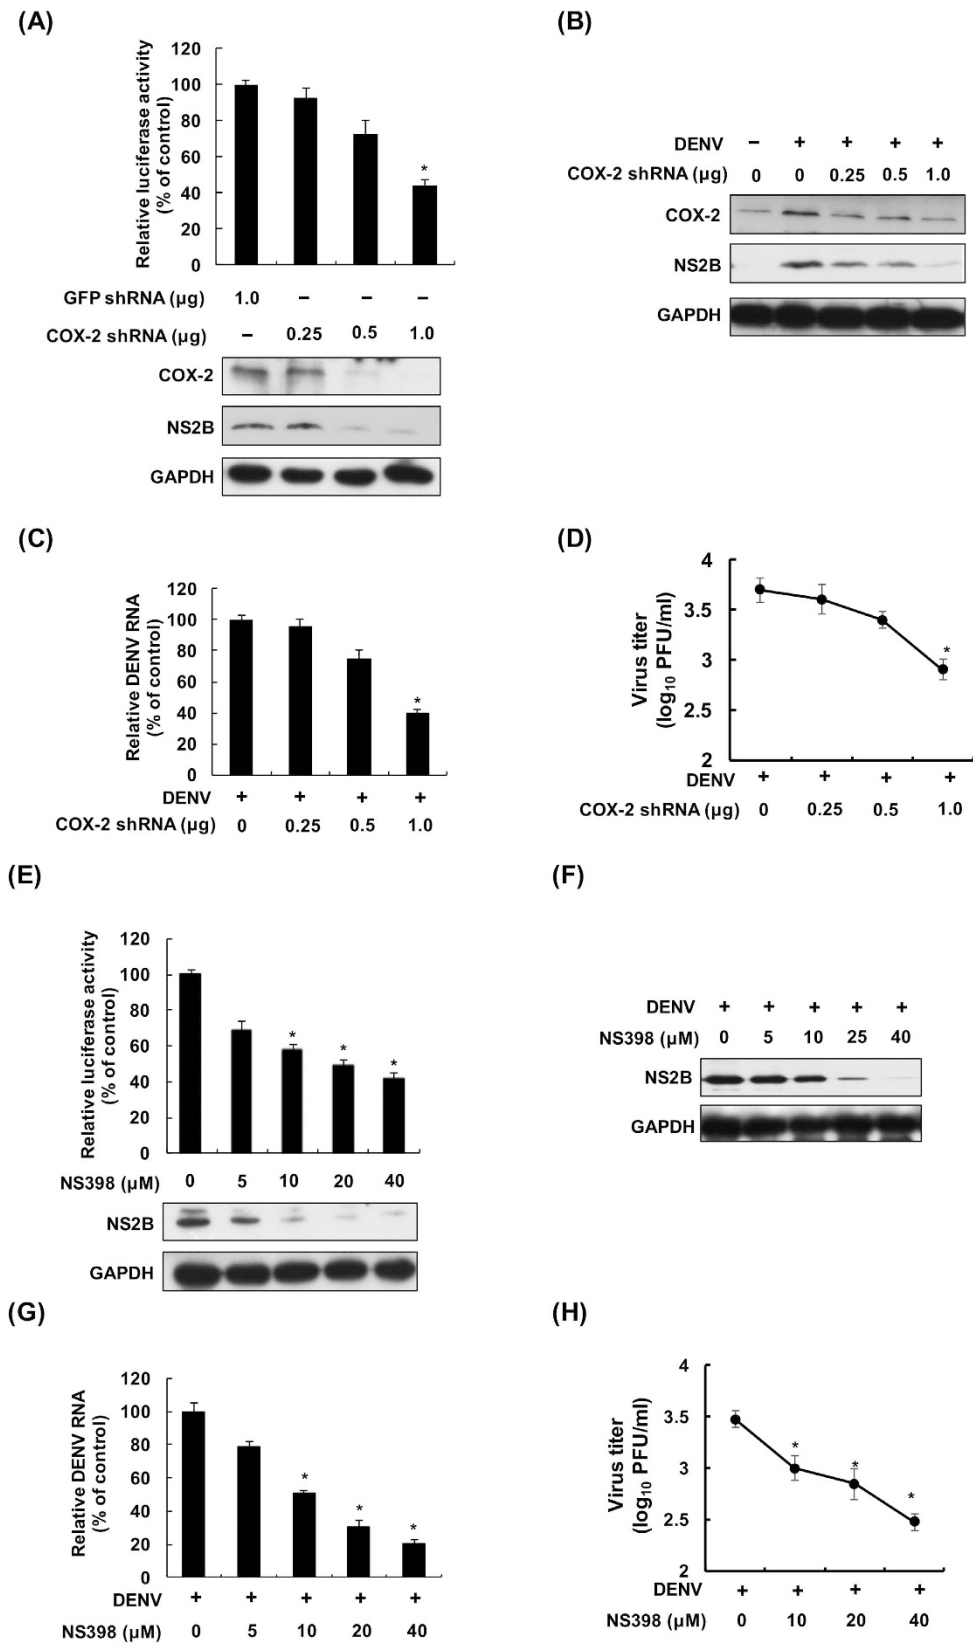 (A)
Relative luciferase activity
(% of control)
120
100
80
60
40
20
0
*
GFP shRNA (µg) 1.0 – – –
COX-2 shRNA (µg) – 0.25 0.5 1.0
COX-2
NS2B
GAPDH
(B)
DENV – + + + +
COX-2 shRNA (µg) 0 0 0.25 0.5 1.0
COX-2
NS2B
GAPDH
(C)
Relative DENV RNA
(% of control)
120
100
80
60
40
20
0
*
DENV + + + +
COX-2 shRNA (µg) 0 0.25 0.5 1.0
(D)
Virus titer
(log10 PFU/ml)
4
3.5
3
2.5
2
*
DENV + + + +
COX-2 shRNA (µg) 0 0.25 0.5 1.0
(E)
Relative luciferase activity
(% of control)
120
100
80
60
40
20
0
* * *
NS398 (µM) 0 5 10 20 40
NS2B
GAPDH
(F)
DENV + + + + +
NS398 (µM) 0 5 10 25 40
NS2B
GAPDH
(G)
Relative DENV RNA
(% of control)
120
100
80
60
40
20
0
* * *
DENV + + + + +
NS398 (µM) 0 5 10 20 40
(H)
Virus titer
(log10 PFU/ml)
4
3.5
3
2.5
2
* * *
DENV + + + +
NS398 (µM) 0 10 20 40